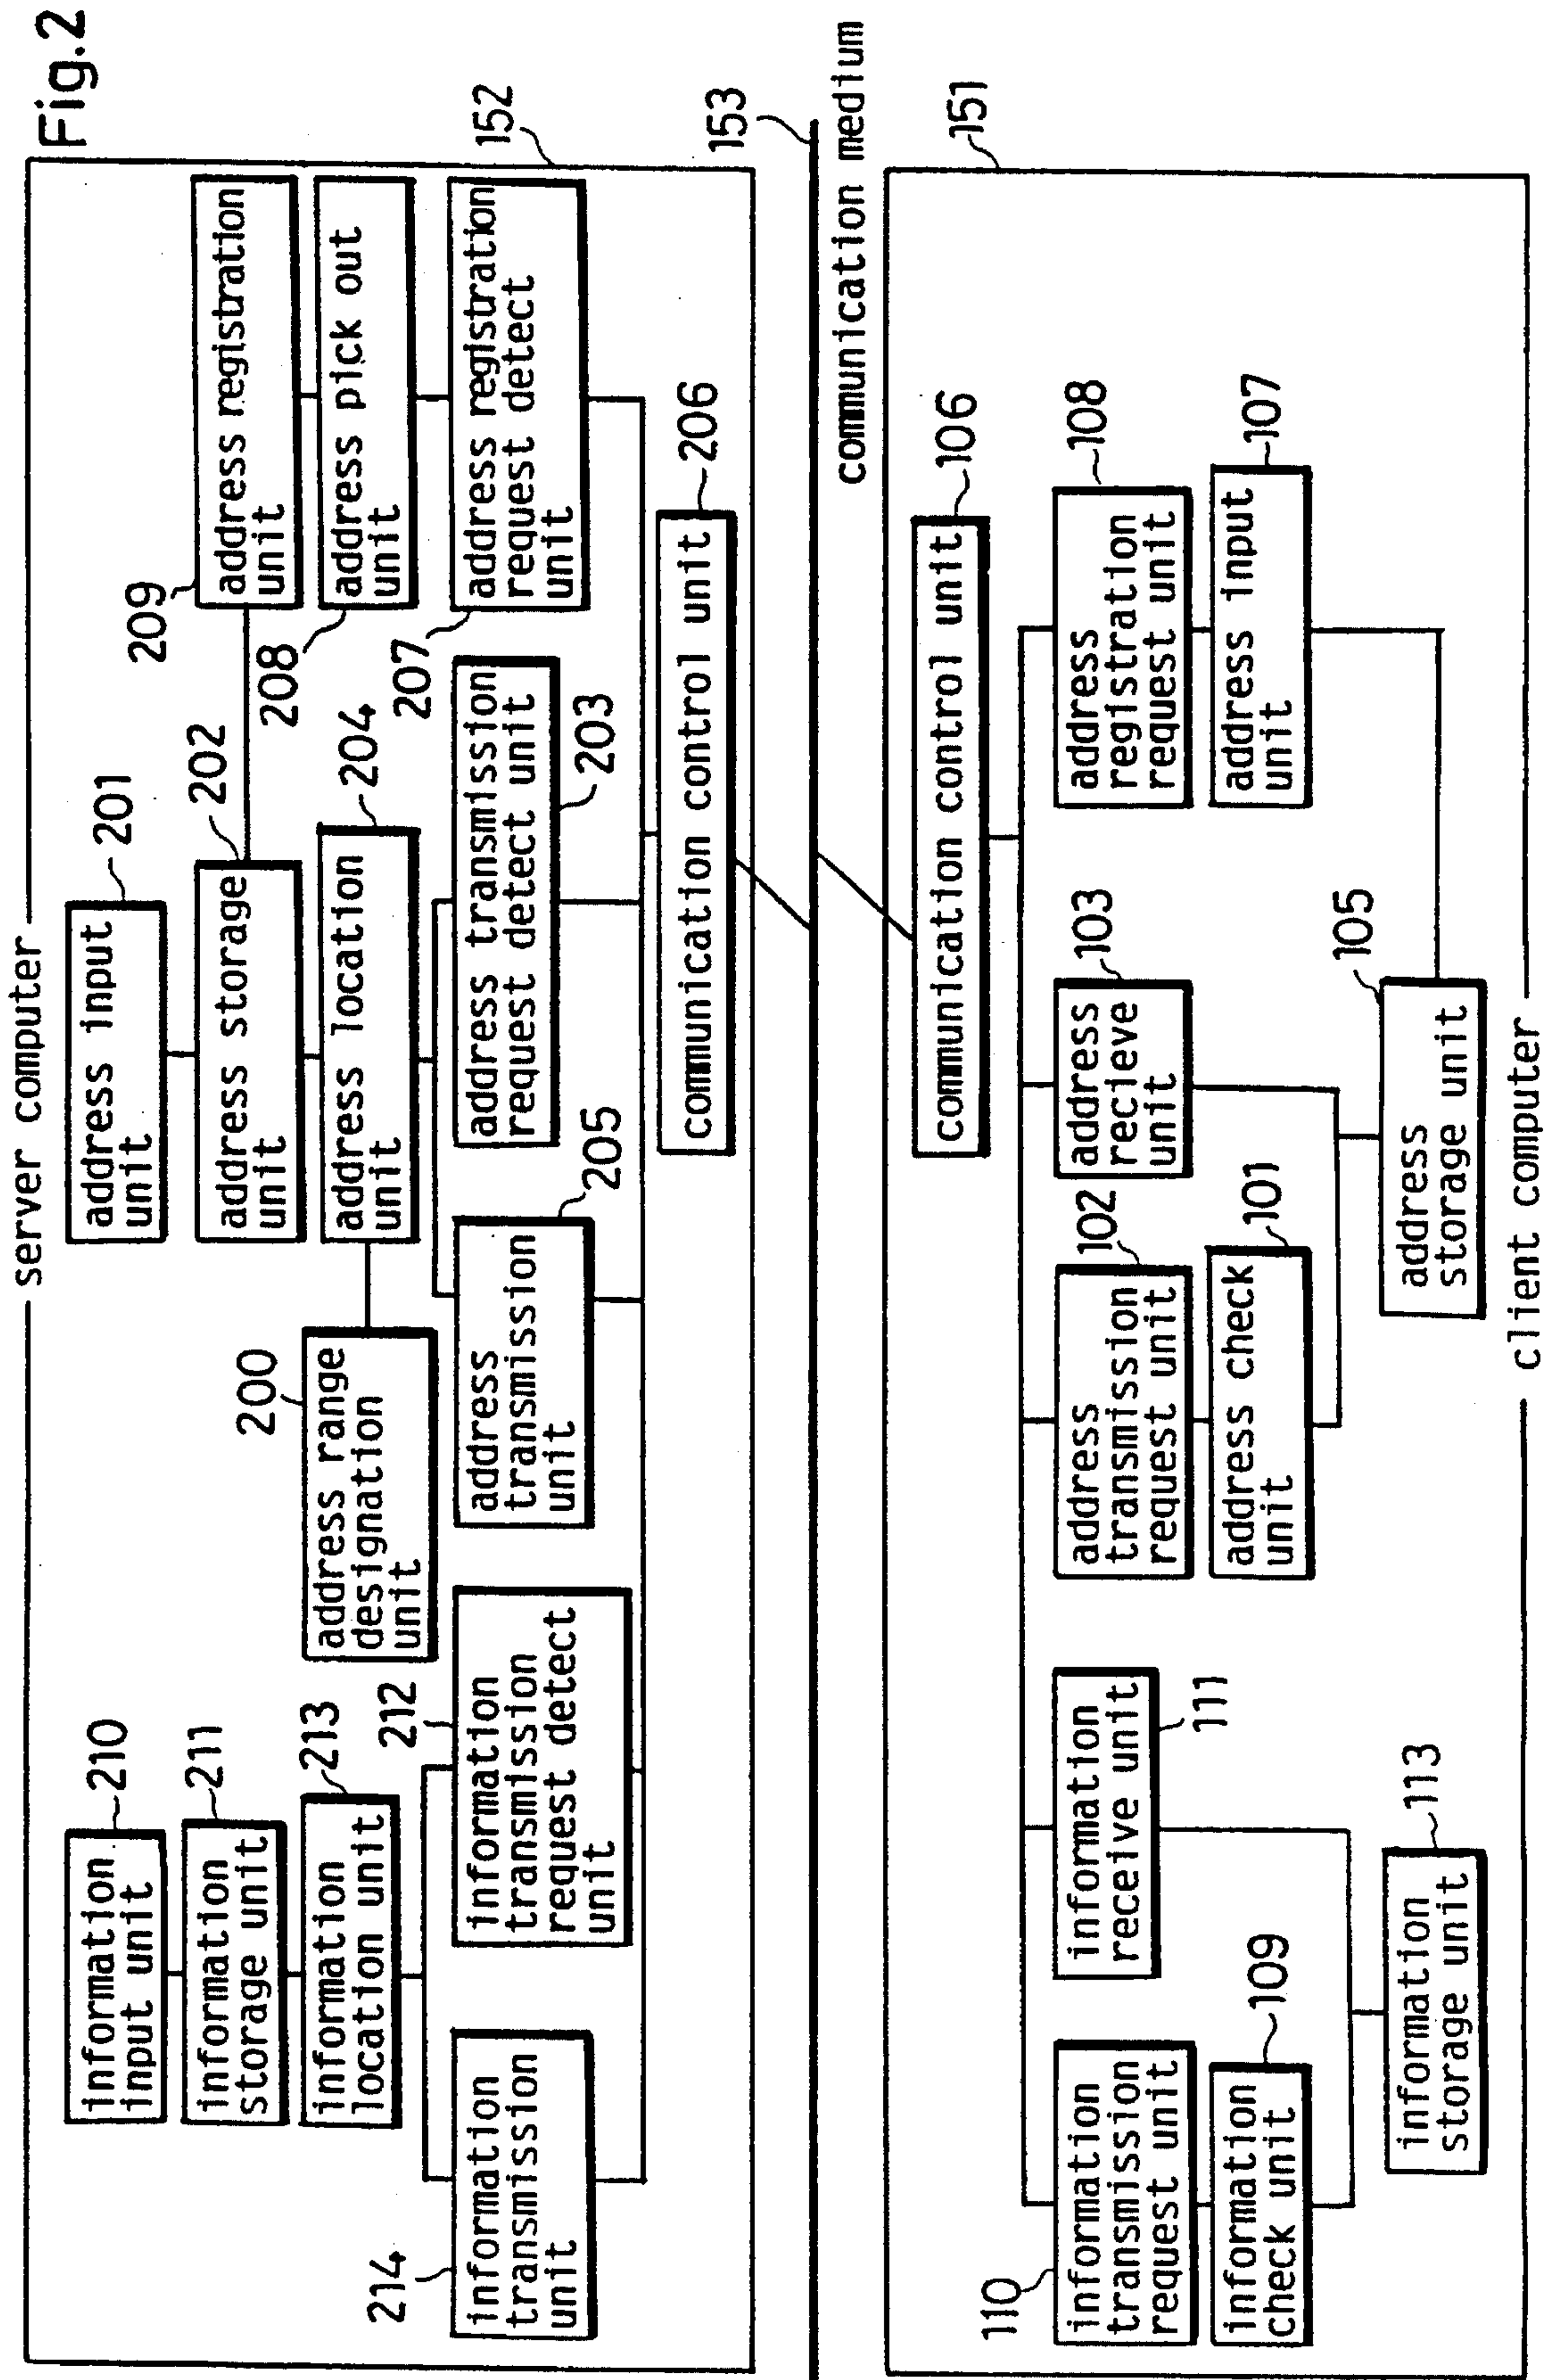 Fig.2
server computer
152
information
input unit
210
information
storage unit
211
information
location unit
213
information
transmission
unit
214
information
transmission
request detect
unit
212
address range
designation
unit
200
address input
unit
201
address storage
unit
202
address location
unit
204
address
transmission
unit
205
address transmission
request detect unit
203
address registration
unit
209
address pick out
unit
208
address registration
request detect
unit
207
communication control unit
206
153
communication medium
151
communication control unit
106
information
transmission
request unit
110
information
check unit
109
information
receive unit
111
information
storage unit
113
address
transmission
request unit
102
address check
unit
101
address
recieve
unit
103
address
storage unit
105
address
registration
request unit
108
address input
unit
107
client computer